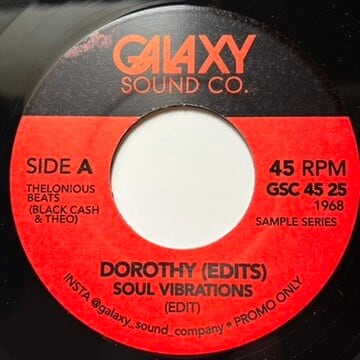 GALAXY
SOUND CO.
SIDE A
THELONIOUS
BEATS
(BLACK CASH
& THEO)
45 RPM
GSC 45 25
1968
SAMPLE SERIES
DOROTHY (EDITS)
SOUL VIBRATIONS
(EDIT)
INSTA @galaxy_sound_company • PROMO ONLY